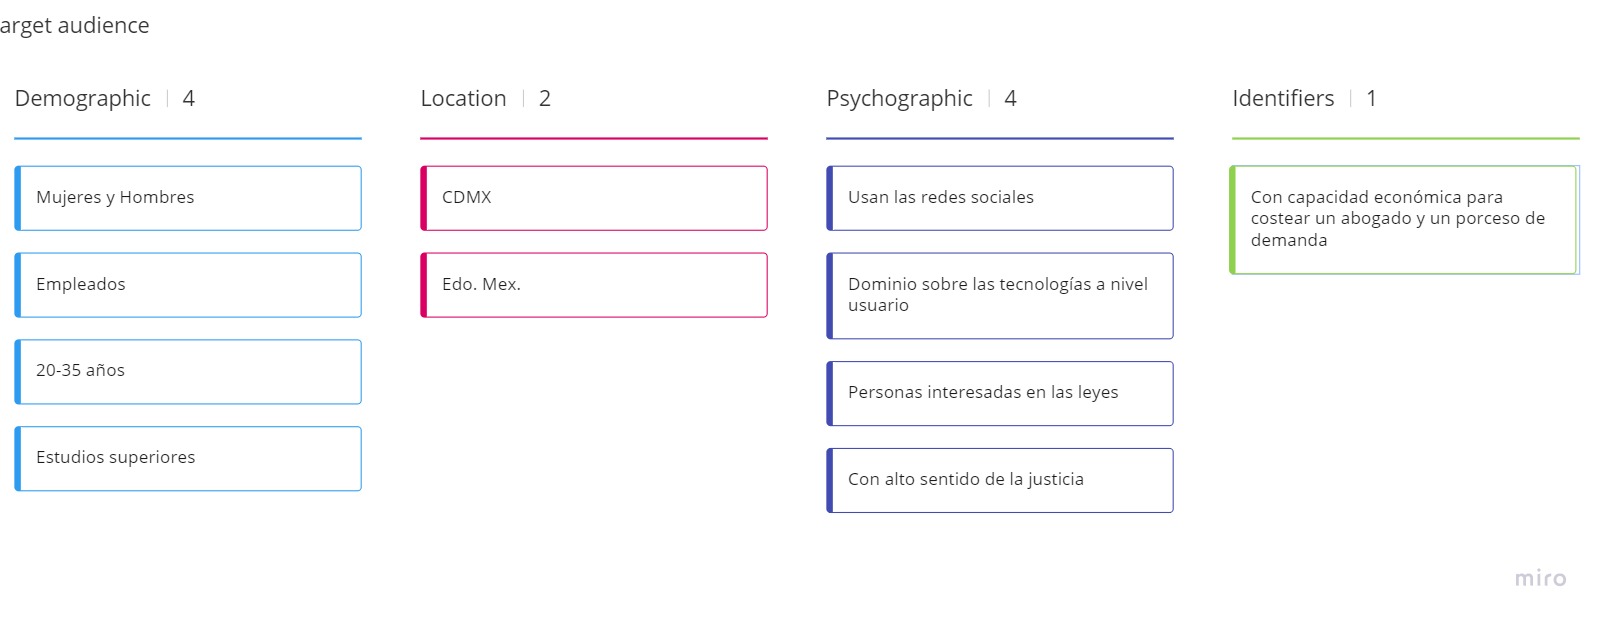 arget audience
Demographic | 4
Mujeres y Hombres
Empleados
20-35 años
Estudios superiores
Location | 2
CDMX
Edo. Mex.
Psychographic | 4
Usan las redes sociales
Dominio sobre las tecnologías a nivel
usuario
Personas interesadas en las leyes
Con alto sentido de la justicia
Identifiers | 1
Con capacidad económica para
costear un abogado y un porceso de
demanda
miro